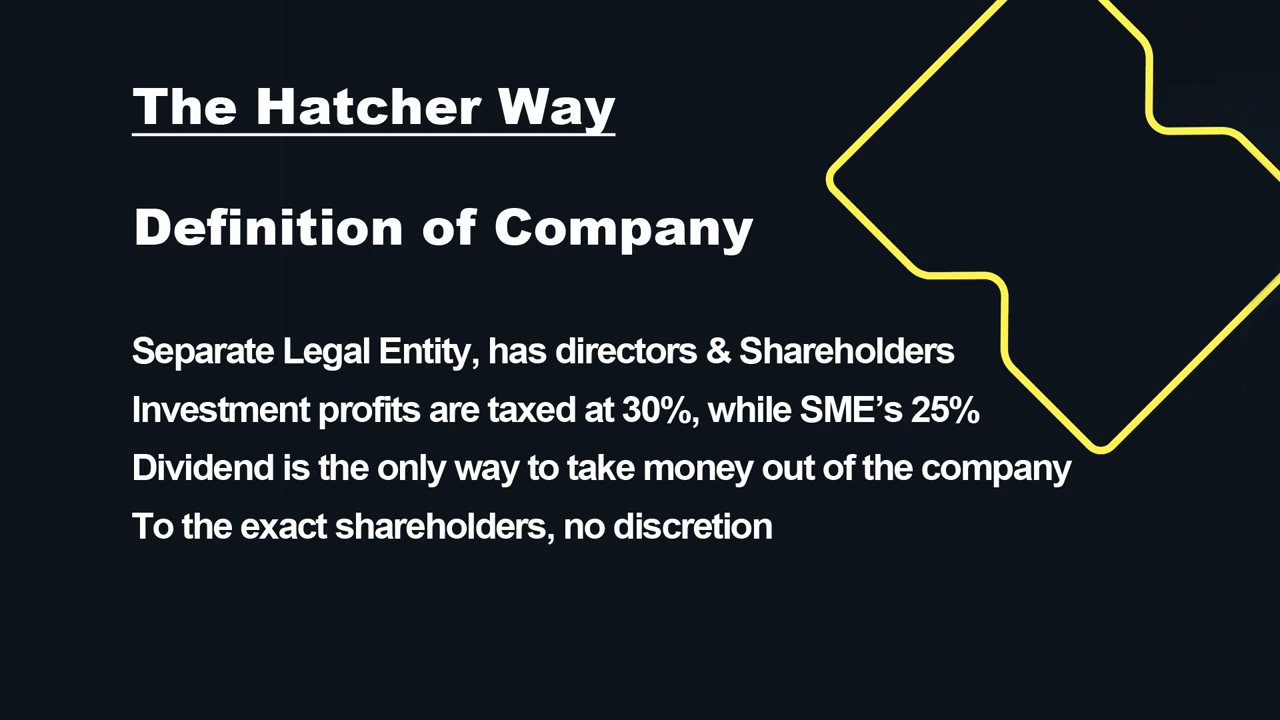 The Hatcher Way
Definition of Company
Separate Legal Entity, has directors & Shareholders
Investment profits are taxed at 30%, while SME’s 25%
Dividend is the only way to take money out of the company
To the exact shareholders, no discretion